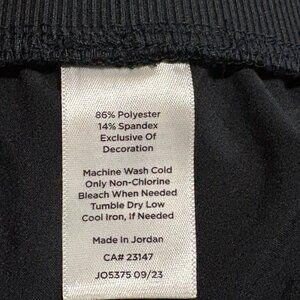 86% Polyester
14% Spandex
Exclusive Of
Decoration
Machine Wash Cold
Only Non-Chlorine
Bleach When Needed
Tumble Dry Low
Cool Iron, If Needed
Made in Jordan
CA# 23147
JO5375 09/23